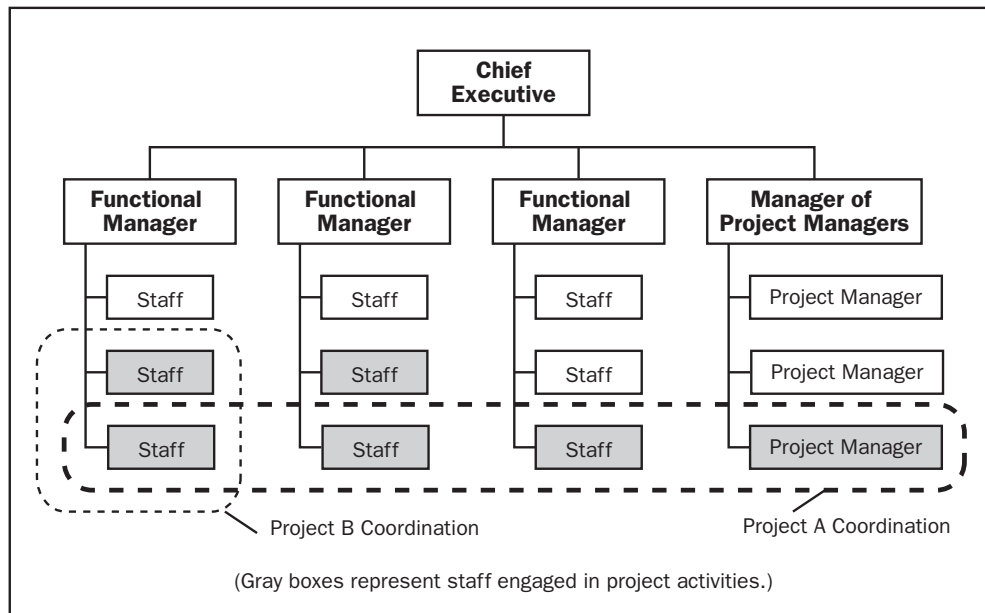 Chief
Executive
Functional
Manager
Functional
Manager
Functional
Manager
Manager of
Project Managers
Staff
Staff
Staff
Project Manager
Staff
Staff
Staff
Project Manager
Staff
Staff
Staff
Project Manager
Project B Coordination
Project A Coordination
(Gray boxes represent staff engaged in project activities.)